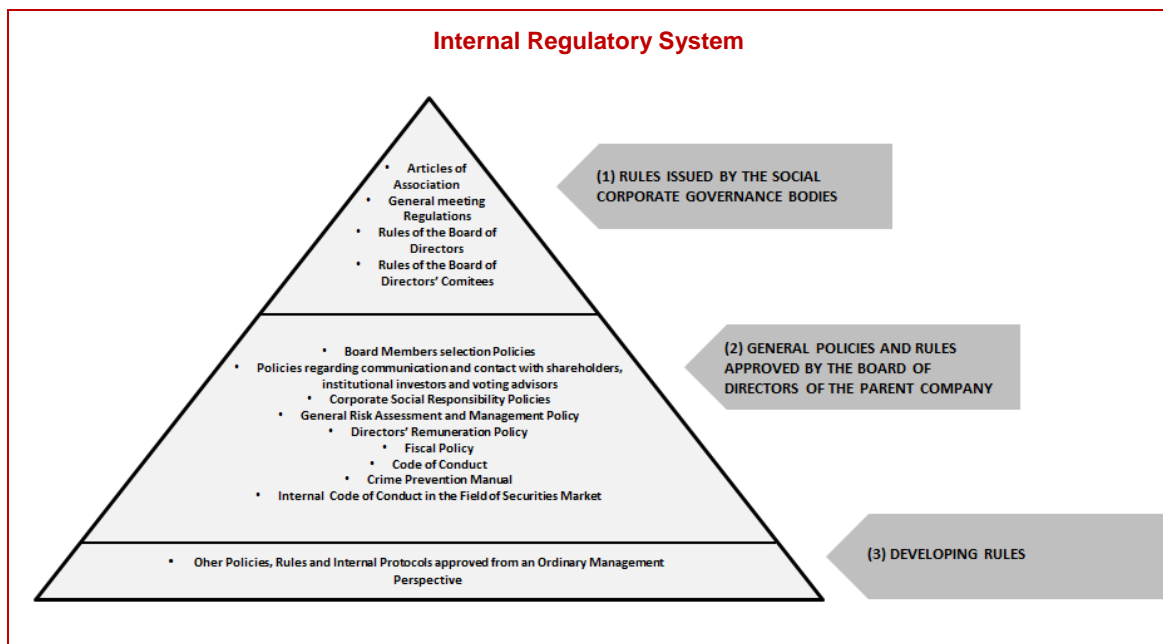 Internal Regulatory System
• Articles of
Association
• General meeting
Regulations
• Rules of the Board of
Directors
• Rules of the Board of
Directors' Comitees
(1) RULES ISSUED BY THE SOCIAL
CORPORATE GOVERNANCE BODIES
• Board Members selection Policies
• Policies regarding communication and contact with shareholders,
institutional investors and voting advisors
• Corporate Social Responsibility Policies
• General Risk Assessment and Management Policy
• Directors' Remuneration Policy
• Fiscal Policy
• Code of Conduct
• Crime Prevention Manual
• Internal Code of Conduct in the Field of Securities Market
(2) GENERAL POLICIES AND RULES
APPROVED BY THE BOARD OF
DIRECTORS OF THE PARENT COMPANY
• Oher Policies, Rules and Internal Protocols approved from an Ordinary Management
Perspective
(3) DEVELOPING RULES